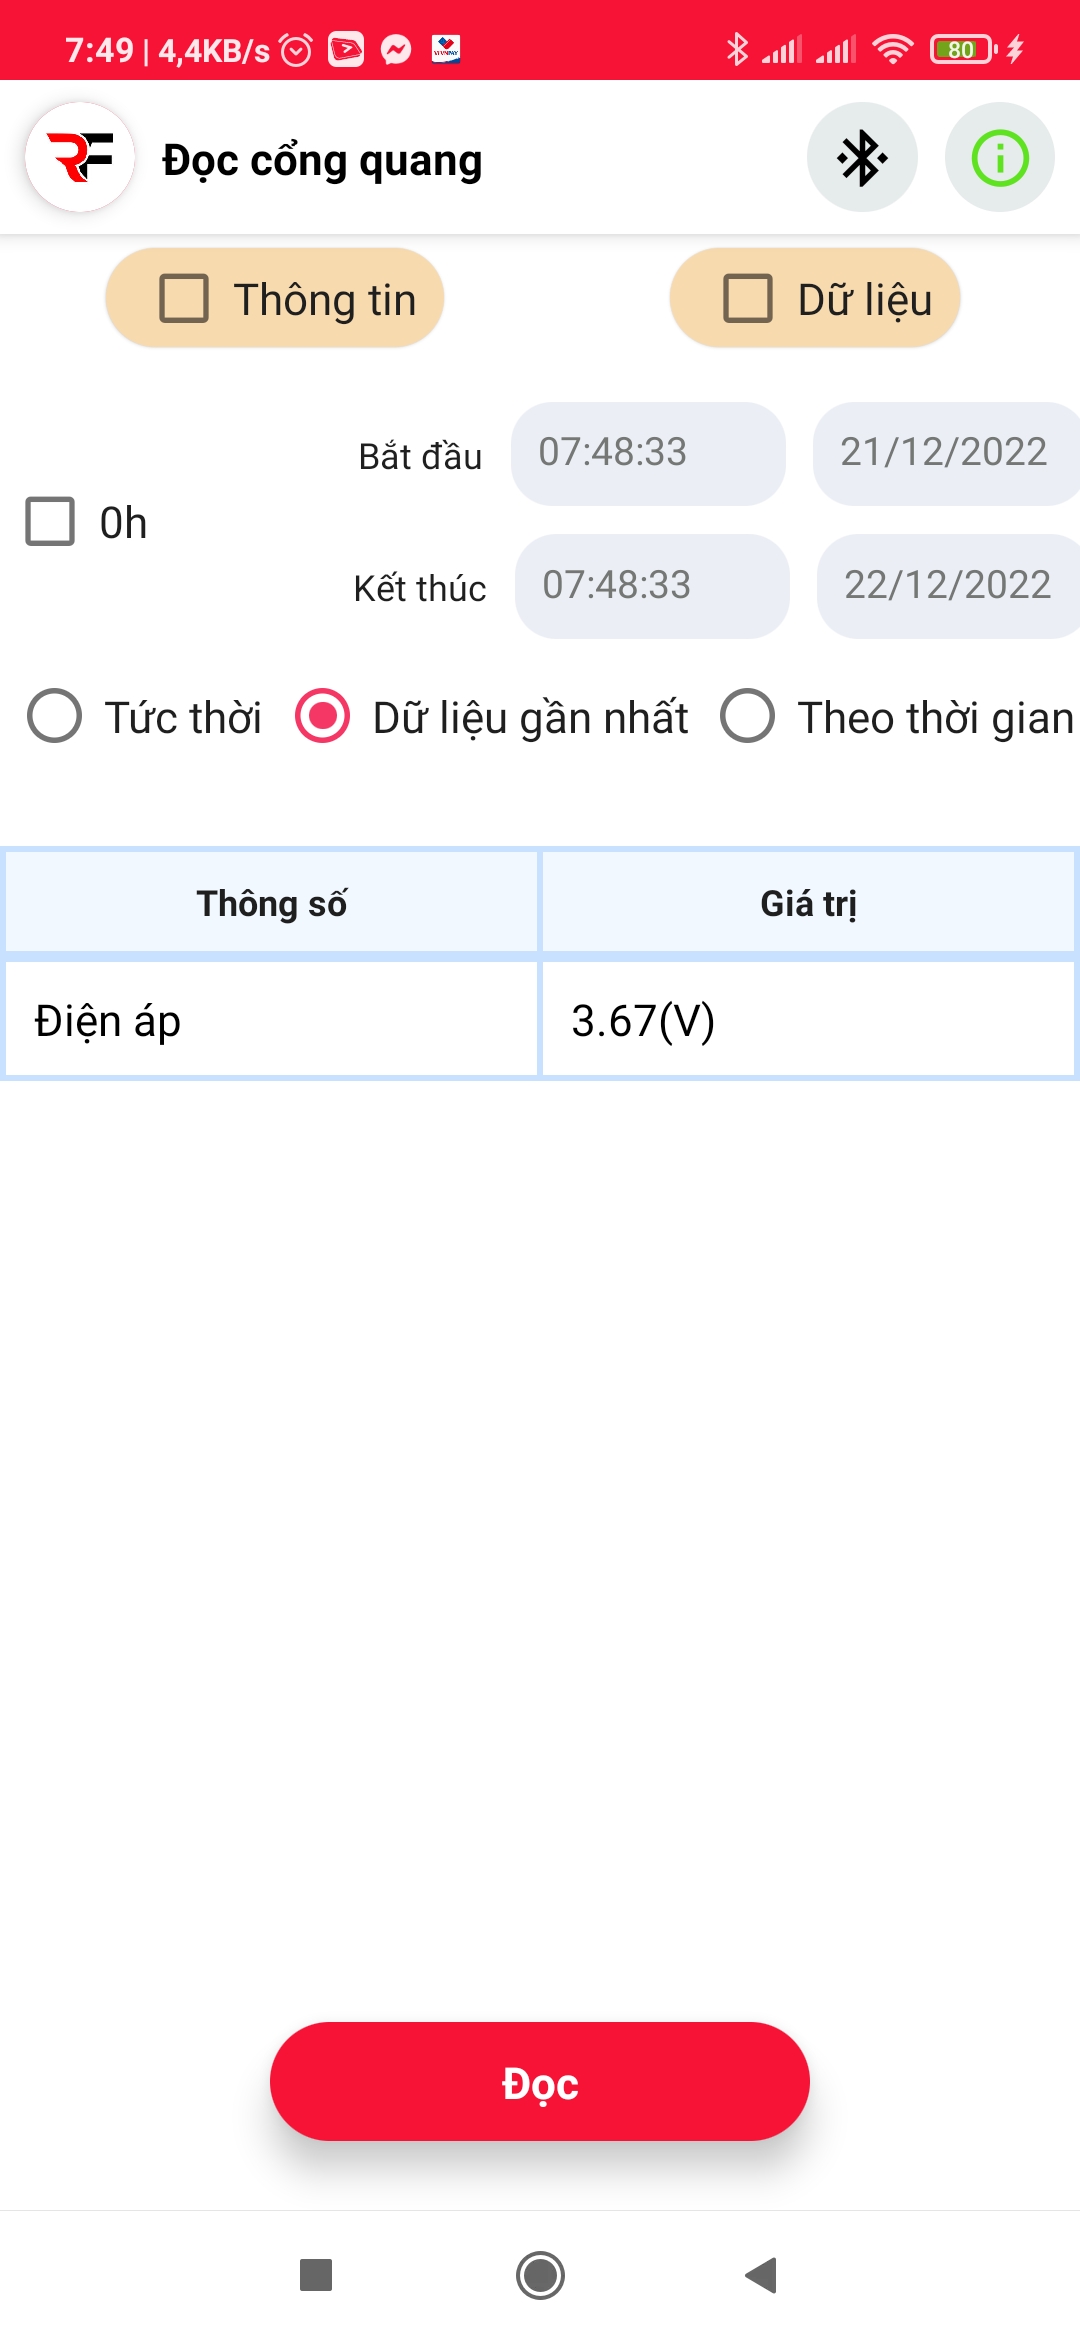 7:49 | 4,4KB/s
80
RF
Đọc cổng quang
Thông tin
Dữ liệu
Bắt đầu 07:48:33 21/12/2022
0h
Kết thúc 07:48:33 22/12/2022
Tức thời Dữ liệu gần nhất Theo thời gian
Thông số Giá trị
Điện áp 3.67(V)
Đọc